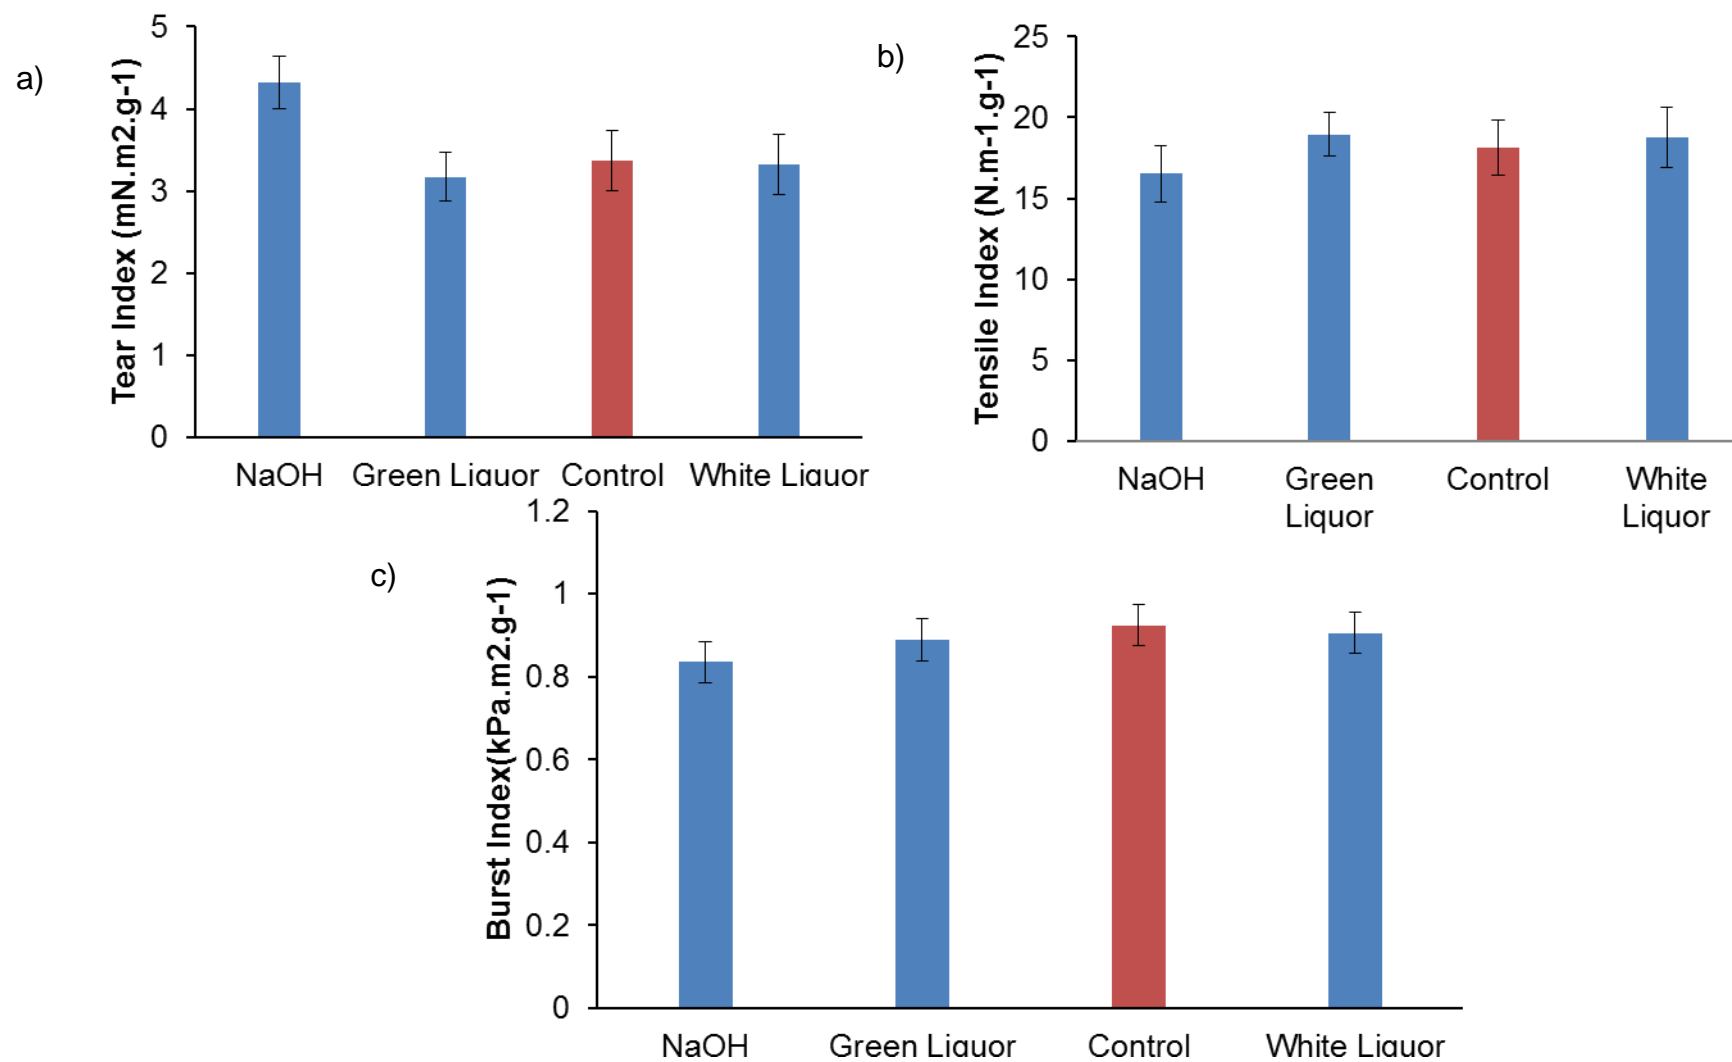 a)
Tear Index (mN.m2.g-1)
5
4
3
2
1
0
NaOH Green Liquor Control White Liquor
b)
Tensile Index (N.m-1.g-1)
25
20
15
10
5
0
NaOH Green Liquor Control White Liquor
c)
Burst Index(kPa.m2.g-1)
1.2
1
0.8
0.6
0.4
0.2
0
NaOH Green Liquor Control White Liquor